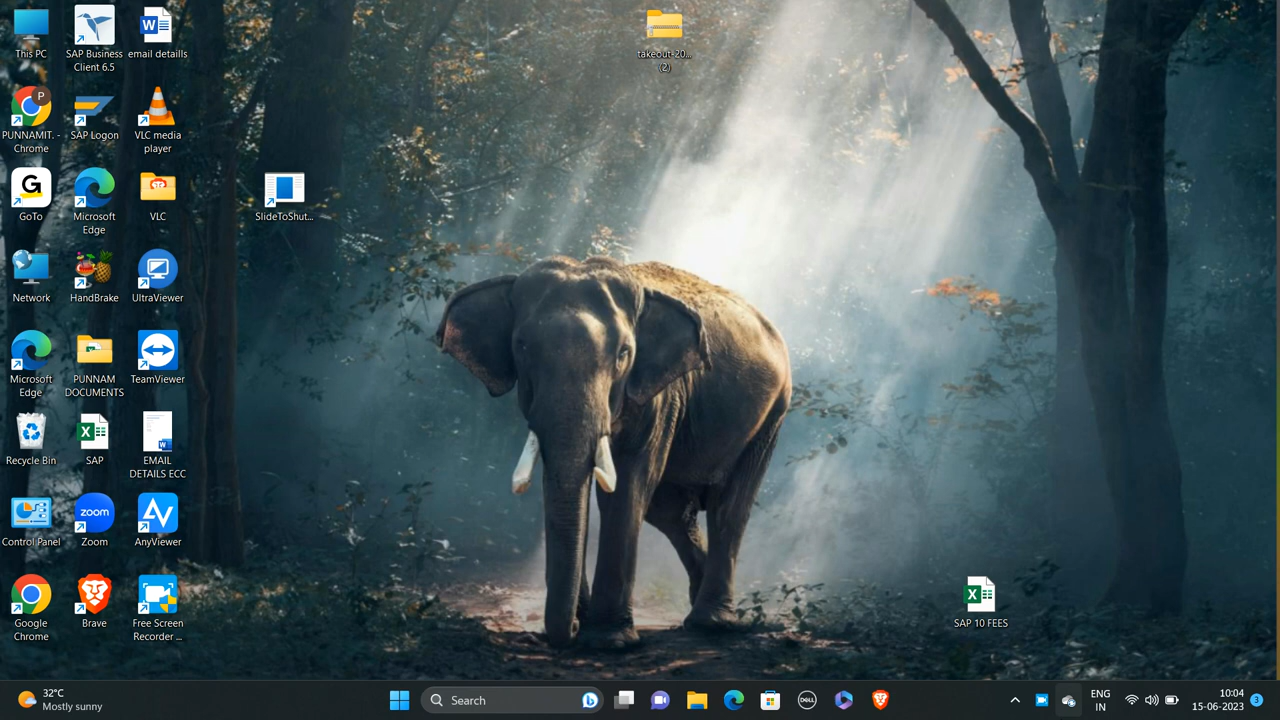 This PC
SAP Business
Client 6.5
email detaills
PUNNAMIT. -
Chrome
SAP Logon
VLC media
player
GoTo
Microsoft
Edge
VLC
Network
HandBrake
UltraViewer
Microsoft
Edge
PUNNAM
DOCUMENTS
TeamViewer
Recycle Bin
SAP
EMAIL
DETAILS ECC
Control Panel
zoom
Zoom
AnyViewer
Google
Chrome
Brave
Free Screen
Recorder ...
SlideToShut...
takeout-20...
(2)
SAP 10 FEES
32°C
Mostly sunny
Search
DELL
ENG
IN
10:04
15-06-2023
3